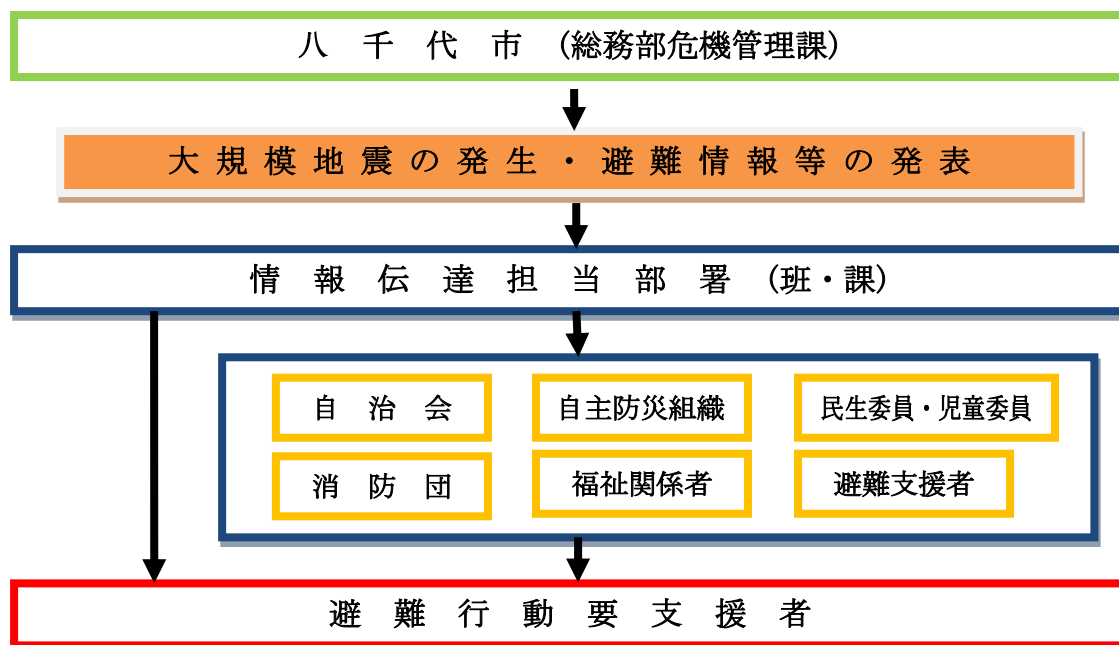 八千代市 (総務部危機管理課)
大規模地震の発生・避難情報等の発表
情報伝達担当部署 (班・課)
自治会 自主防災組織 民生委員・児童委員
消防団 福祉関係者 避難支援者
避難行動要支援者